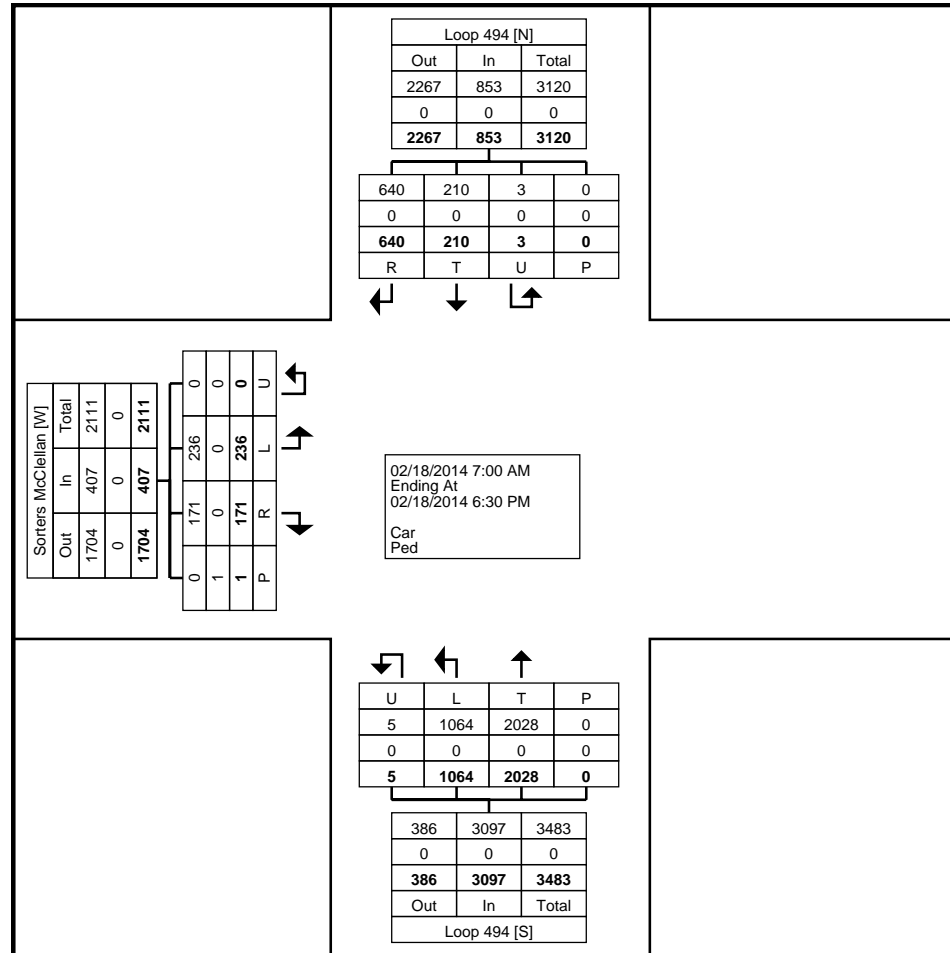 Loop 494 [N]
Out In Total
2267 853 3120
0 0 0
2267 853 3120
640 210 3 0
0 0 0 0
640 210 3 0
R T U P
Sorters McClellan [W]
Out In Total
1704 407 2111
0 0 0
1704 407 2111
0 171 236 0
1 0 0 0
1 171 236 0
P R L U
02/18/2014 7:00 AM
Ending At
02/18/2014 6:30 PM
Car
Ped
U L T P
5 1064 2028 0
0 0 0 0
5 1064 2028 0
386 3097 3483
0 0 0
386 3097 3483
Out In Total
Loop 494 [S]